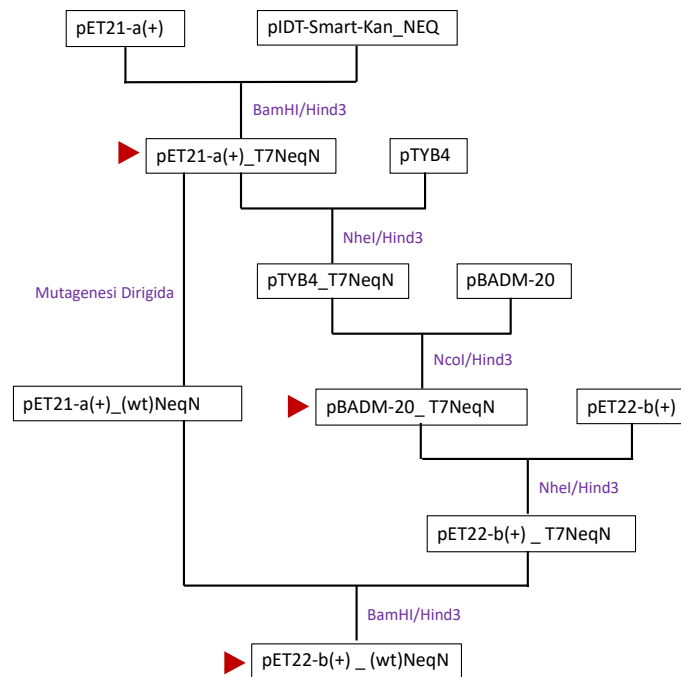 pET21-a(+)
pIDT-Smart-Kan_NEQ
BamHI/Hind3
pET21-a(+)_T7NeqN
pTYB4
NheI/Hind3
Mutagenesi Dirigida
pTYB4_T7NeqN
pBADM-20
NcoI/Hind3
pET21-a(+)_(wt)NeqN
pBADM-20_ T7NeqN
pET22-b(+)
NheI/Hind3
pET22-b(+) _ T7NeqN
BamHI/Hind3
pET22-b(+) _ (wt)NeqN